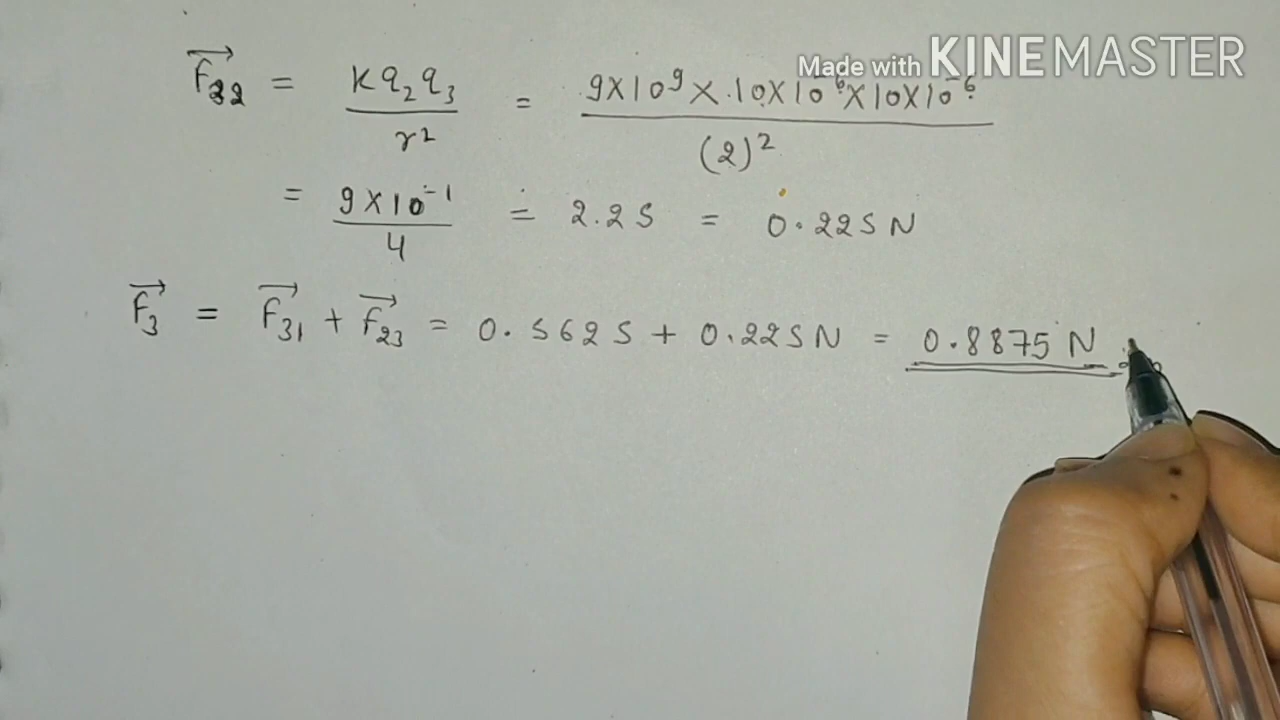 Made with KINEMASTER
F₃₂ = Kq₂q₃/r² = 9×10⁹×10×10⁻⁶×10×10⁻⁶/(2)²
= 9×10⁻¹/4 = 2.25 = 0.225 N
F₃ = F₃₁ + F₂₃ = 0.5625 + 0.225 N = 0.8875 N